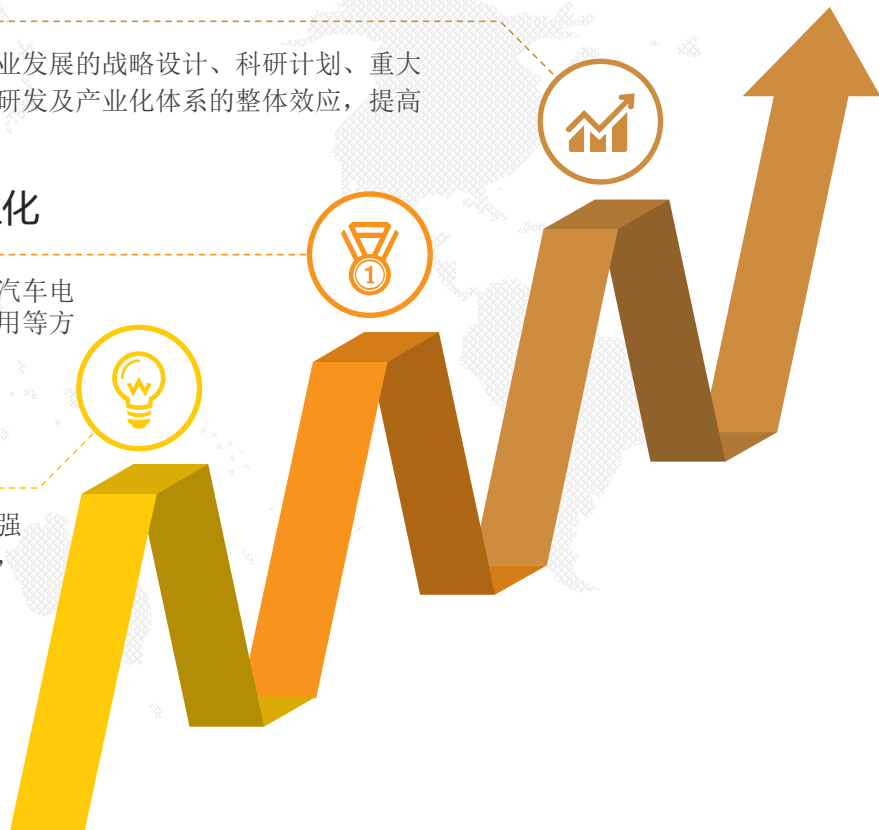 业发展的战略设计、科研计划、重大
研发及产业化体系的整体效应，提高
化
汽车电
用等方
1
强
，